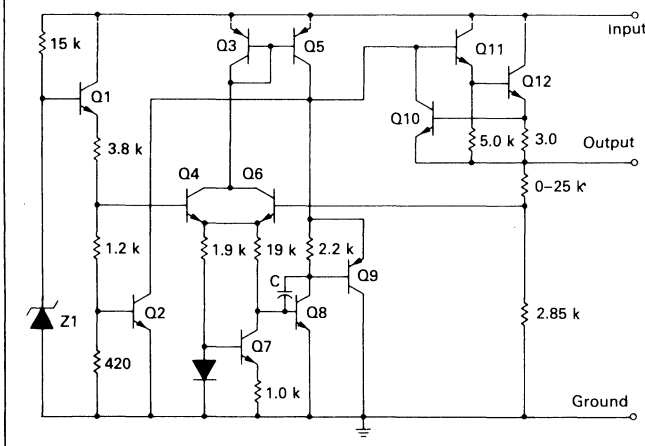 Input
15 k
Q3
Q5
Q11
Q12
Q1
Q10
5.0 k
3.0
Output
3.8 k
Q4
Q6
0–25 k
1.2 k
1.9 k
19 k
2.2 k
C
Q9
Z1
Q2
Q8
2.85 k
Q7
420
1.0 k
Ground